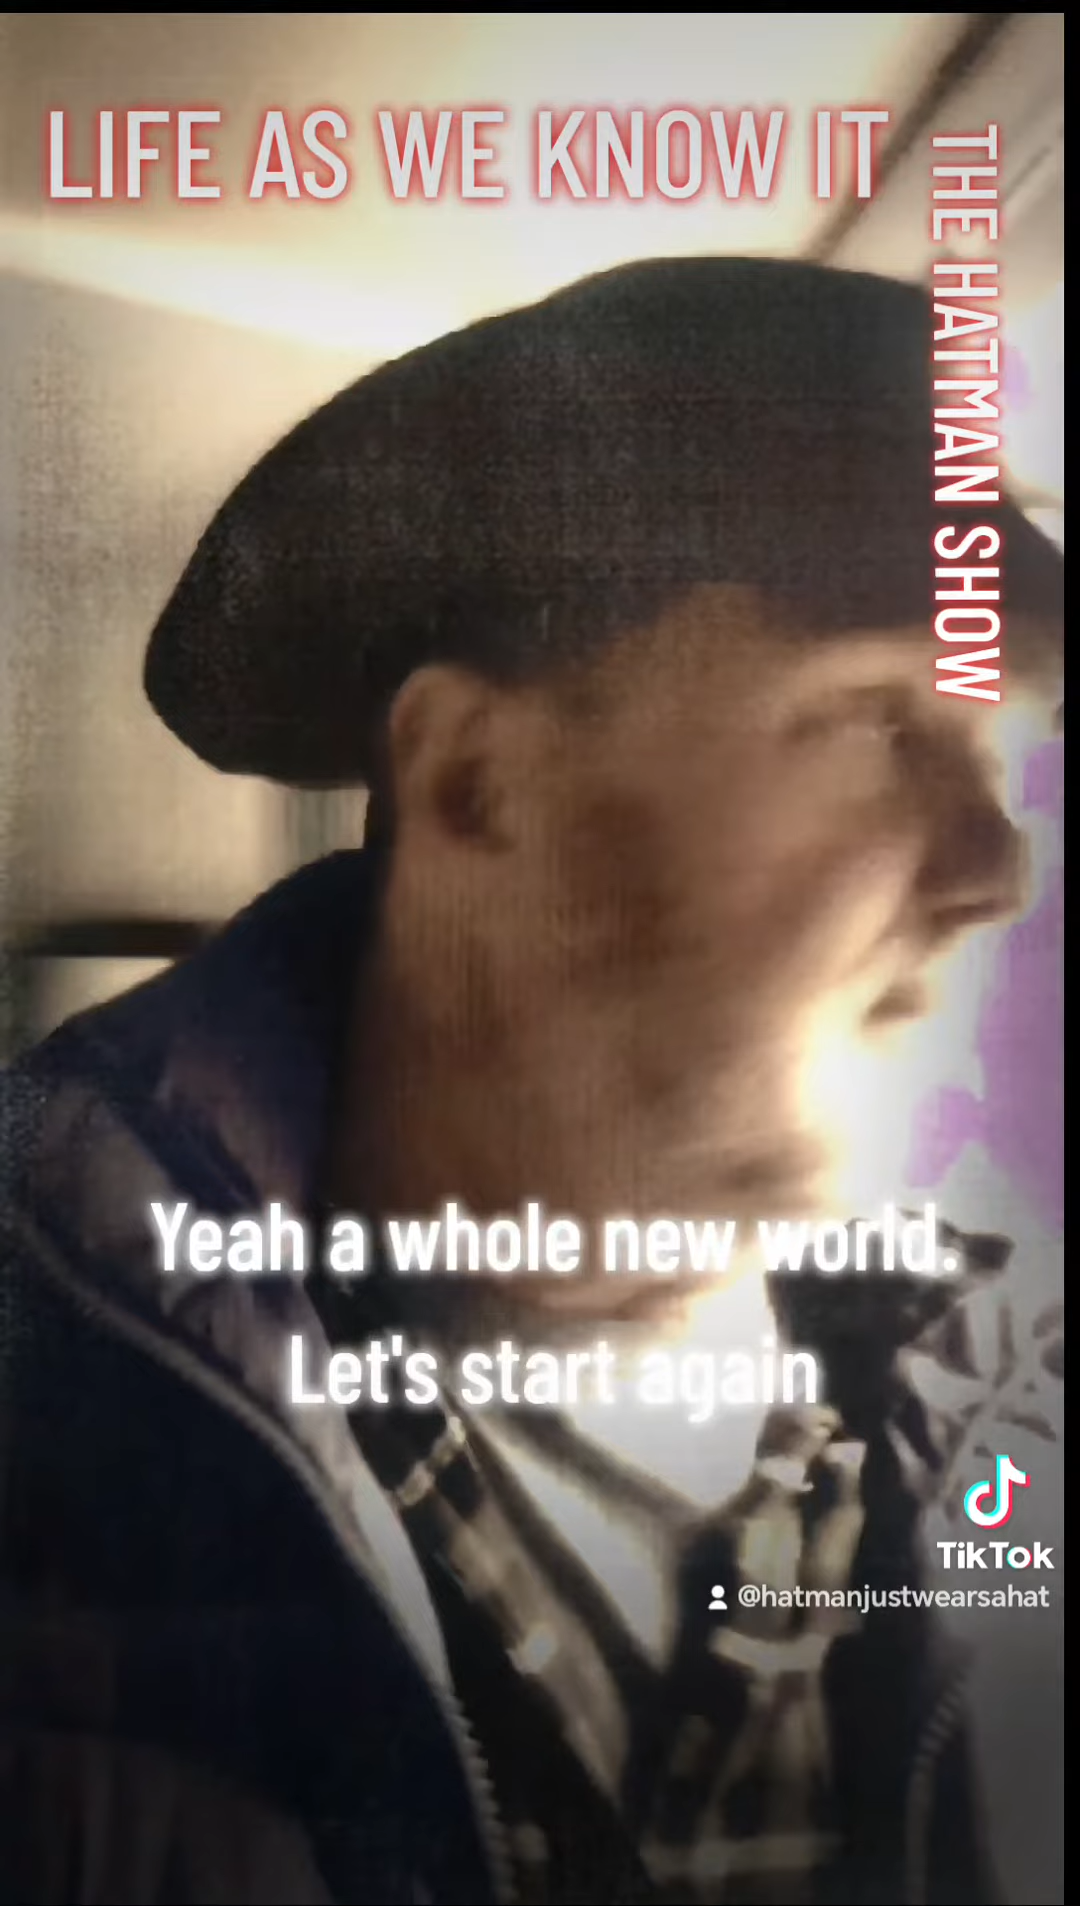 LIFE AS WE KNOW IT
THE HATMAN SHOW
Yeah a whole new world.
Let's start again
TikTok
@hatmanjustwearsahat